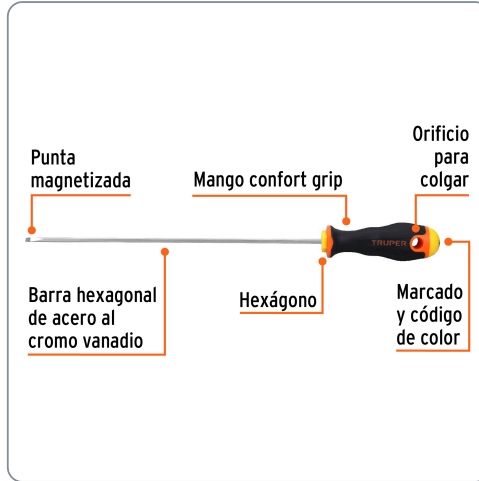 Punta
magnetizada
Mango confort grip
Orificio
para
colgar
TRUPER
Barra hexagonal
de acero al
cromo vanadio
Hexágono
Marcado
y código
de color